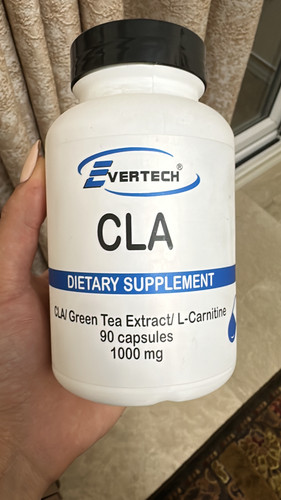 EVERTECH®
CLA
DIETARY SUPPLEMENT
CLA/ Green Tea Extract/ L-Carnitine
90 capsules
1000 mg